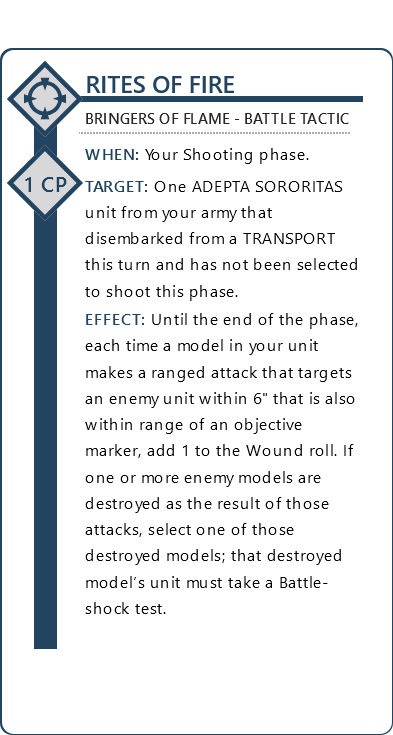 RITES OF FIRE
BRINGERS OF FLAME - BATTLE TACTIC
WHEN: Your Shooting phase.
1 CP
TARGET: One ADEPTA SORORITAS
unit from your army that
disembarked from a TRANSPORT
this turn and has not been selected
to shoot this phase.
EFFECT: Until the end of the phase,
each time a model in your unit
makes a ranged attack that targets
an enemy unit within 6" that is also
within range of an objective
marker, add 1 to the Wound roll. If
one or more enemy models are
destroyed as the result of those
attacks, select one of those
destroyed models; that destroyed
model's unit must take a Battle-
shock test.